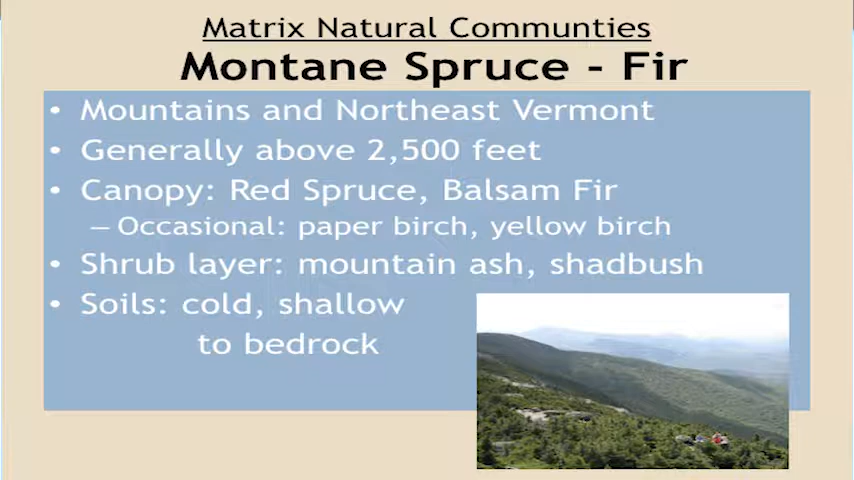 Matrix Natural Communties
Montane Spruce - Fir
• Mountains and Northeast Vermont
• Generally above 2,500 feet
• Canopy: Red Spruce, Balsam Fir
– Occasional: paper birch, yellow birch
• Shrub layer: mountain ash, shadbush
• Soils: cold, shallow
to bedrock